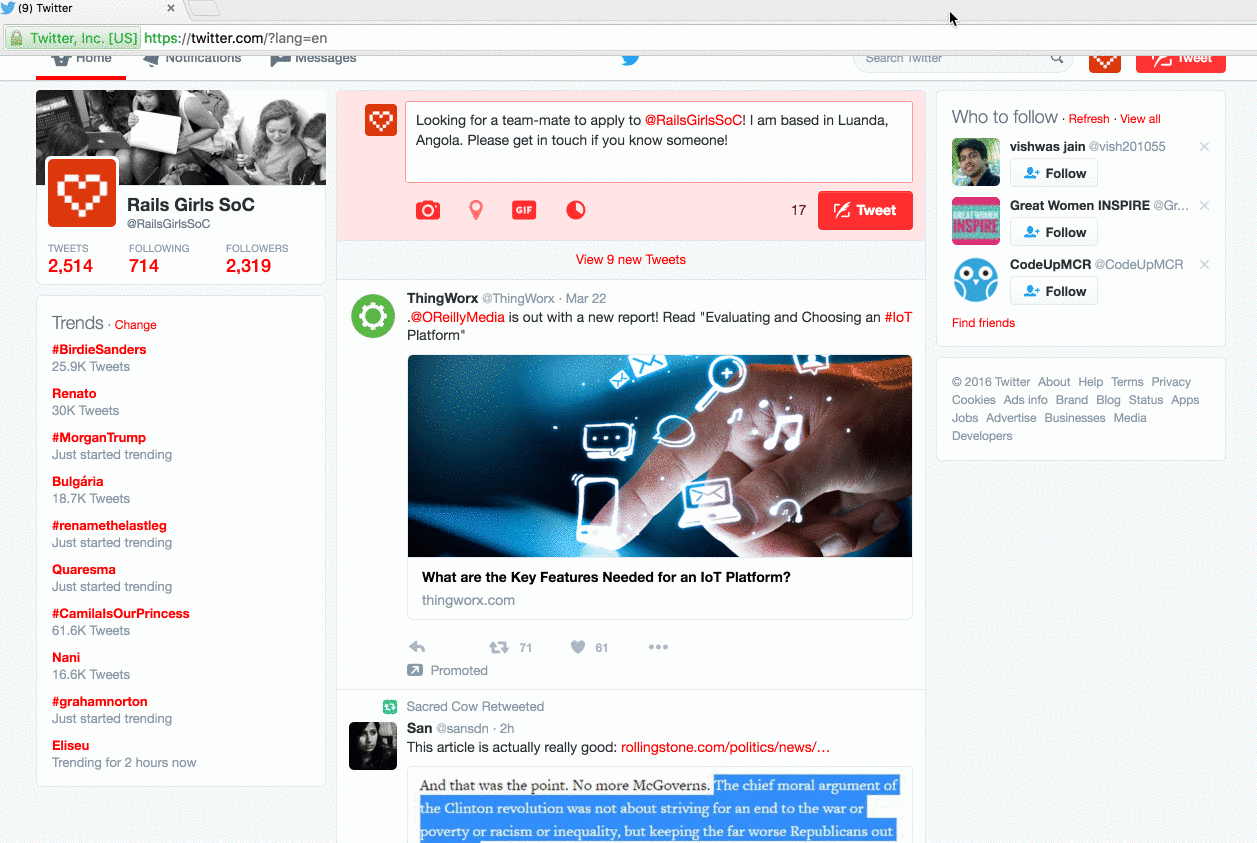 (9) Twitter
Twitter, Inc. [US] https://twitter.com/?lang=en
Home Notifications Messages
Search Twitter
Tweet
Rails Girls SoC
@RailsGirlsSoC
TWEETS FOLLOWING FOLLOWERS
2,514 714 2,319
Trends · Change
#BirdieSanders
25.9K Tweets
Renato
30K Tweets
#MorganTrump
Just started trending
Bulgária
18.7K Tweets
#renamethelastleg
Just started trending
Quaresma
Just started trending
#CamilaIsOurPrincess
61.6K Tweets
Nani
16.6K Tweets
#grahamnorton
Just started trending
Eliseu
Trending for 2 hours now
Looking for a team-mate to apply to @RailsGirlsSoC! I am based in Luanda,
Angola. Please get in touch if you know someone!
GIF
17 Tweet
View 9 new Tweets
ThingWorx @ThingWorx · Mar 22
.@OReillyMedia is out with a new report! Read "Evaluating and Choosing an #IoT
Platform"
What are the Key Features Needed for an IoT Platform?
thingworx.com
71 61
Promoted
Sacred Cow Retweeted
San @sansdn · 2h
This article is actually really good: rollingstone.com/politics/news/…
And that was the point. No more McGoverns. The chief moral argument of
the Clinton revolution was not about striving for an end to the war or
poverty or racism or inequality, but keeping the far worse Republicans out
Who to follow · Refresh · View all
vishwas jain @vish201055
Follow
Great Women INSPIRE @Gr...
GREAT WOMEN
INSPIRE
Follow
CodeUpMCR @CodeUpMCR
Follow
Find friends
© 2016 Twitter About Help Terms Privacy
Cookies Ads info Brand Blog Status Apps
Jobs Advertise Businesses Media
Developers